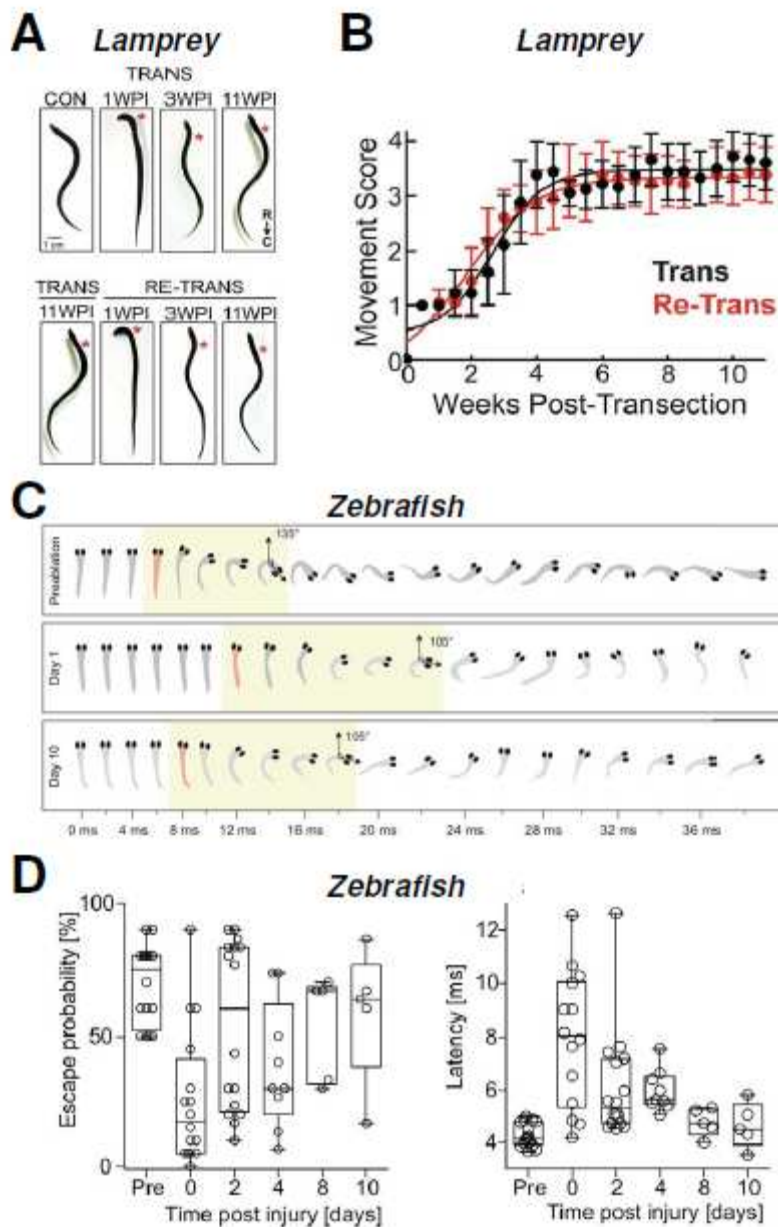 A Lamprey
TRANS
CON 1WPI 3WPI 11WPI
R
C
1 cm
TRANS RE-TRANS
11WPI 1WPI 3WPI 11WPI
B Lamprey
Movement Score
4
3
2
1
0
Trans
Re-Trans
0 2 4 6 8 10
Weeks Post-Transection
C Zebrafish
Preablation
135°
Day 1
105°
Day 10
105°
0 ms 4 ms 8 ms 12 ms 16 ms 20 ms 24 ms 28 ms 32 ms 36 ms
D Zebrafish
Escape probability [%]
100
50
0
Pre 0 2 4 8 10
Time post injury [days]
Latency [ms]
12
10
8
6
4
Pre 0 2 4 8 10
Time post injury [days]